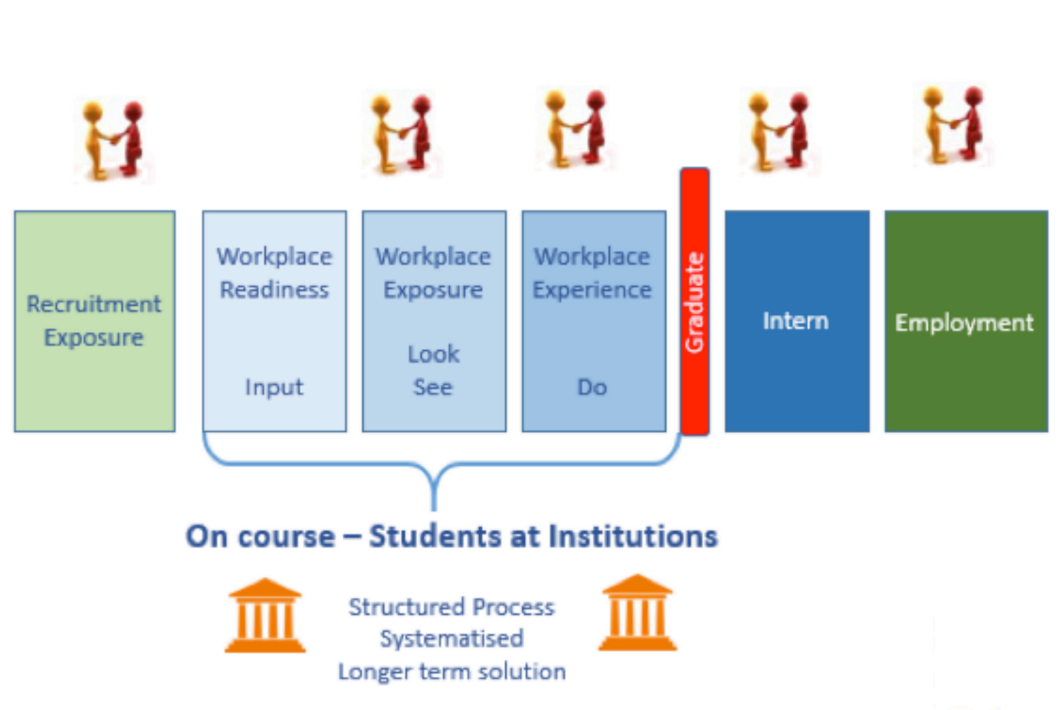 Recruitment
Exposure
Workplace
Readiness
Input
Workplace
Exposure
Look
See
Workplace
Experience
Do
Graduate
Intern
Employment
On course – Students at Institutions
Structured Process
Systematised
Longer term solution